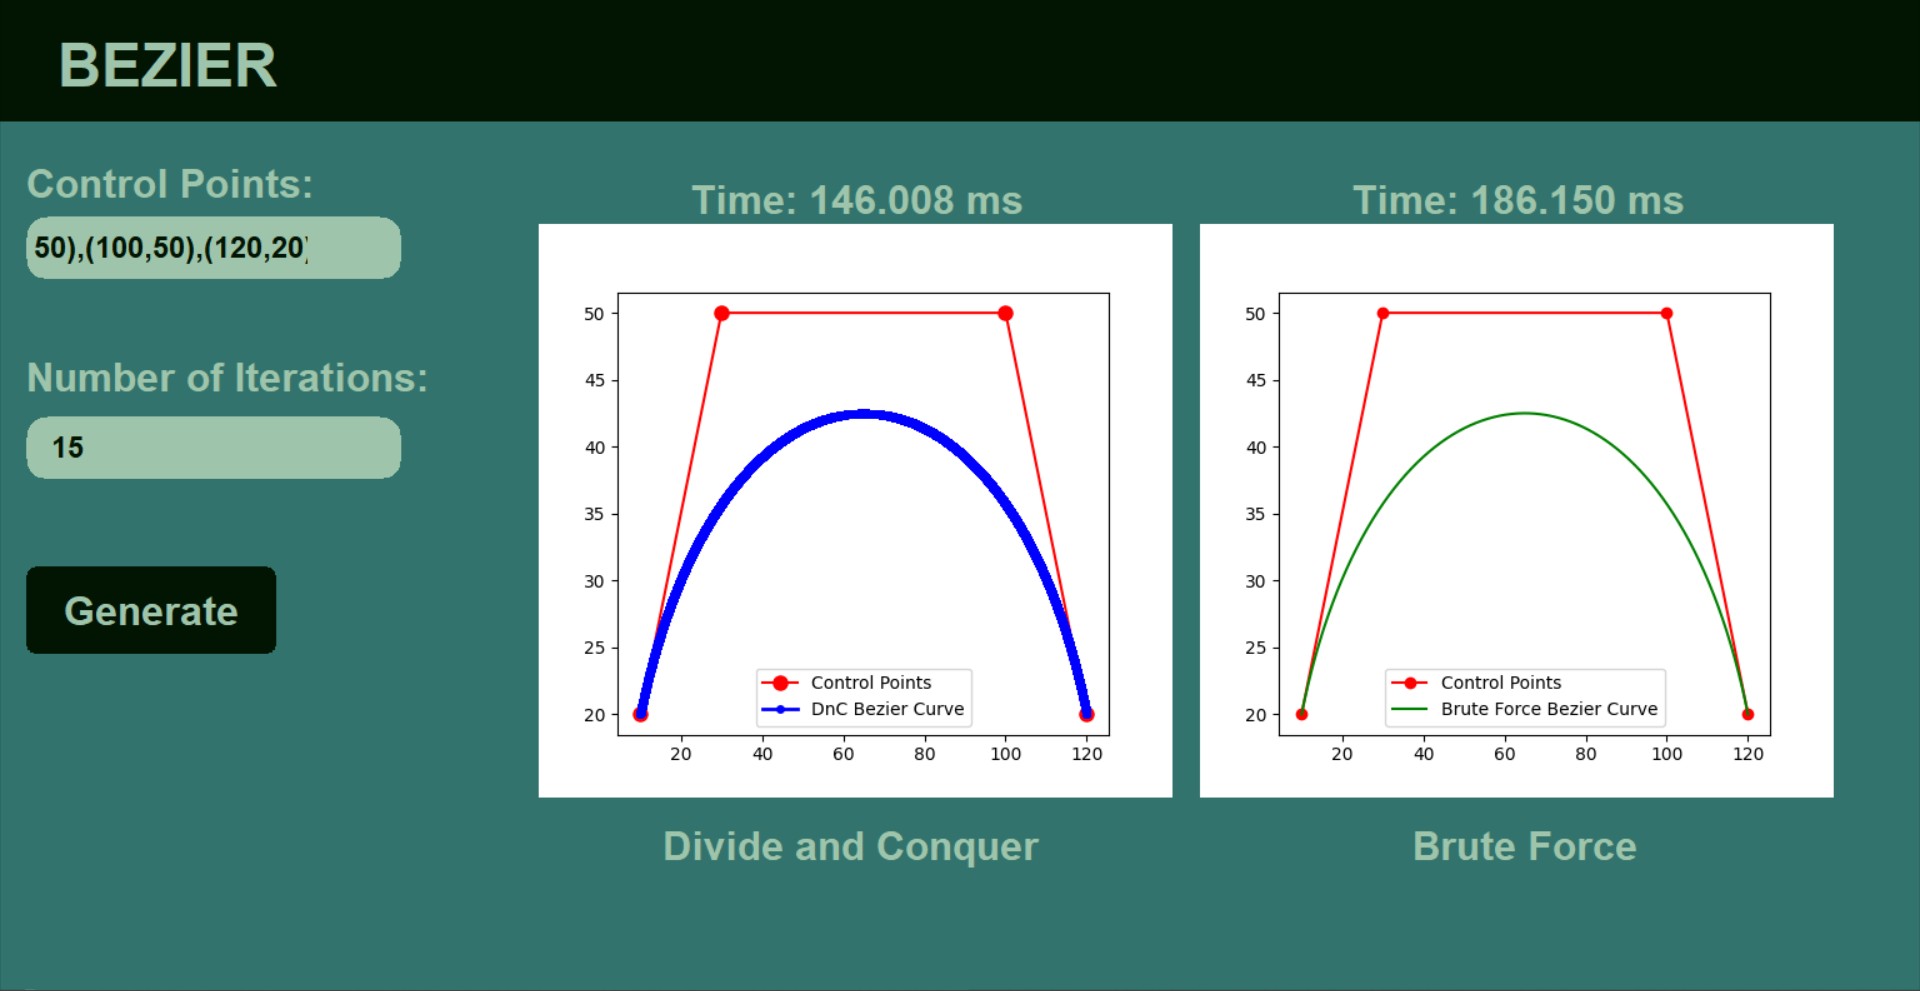 BEZIER
Control Points:
50),(100,50),(120,20)
Number of Iterations:
15
Generate
Time: 146.008 ms
50
45
40
35
30
25
20
20 40 60 80 100 120
Control Points
DnC Bezier Curve
Divide and Conquer
Time: 186.150 ms
50
45
40
35
30
25
20
20 40 60 80 100 120
Control Points
Brute Force Bezier Curve
Brute Force